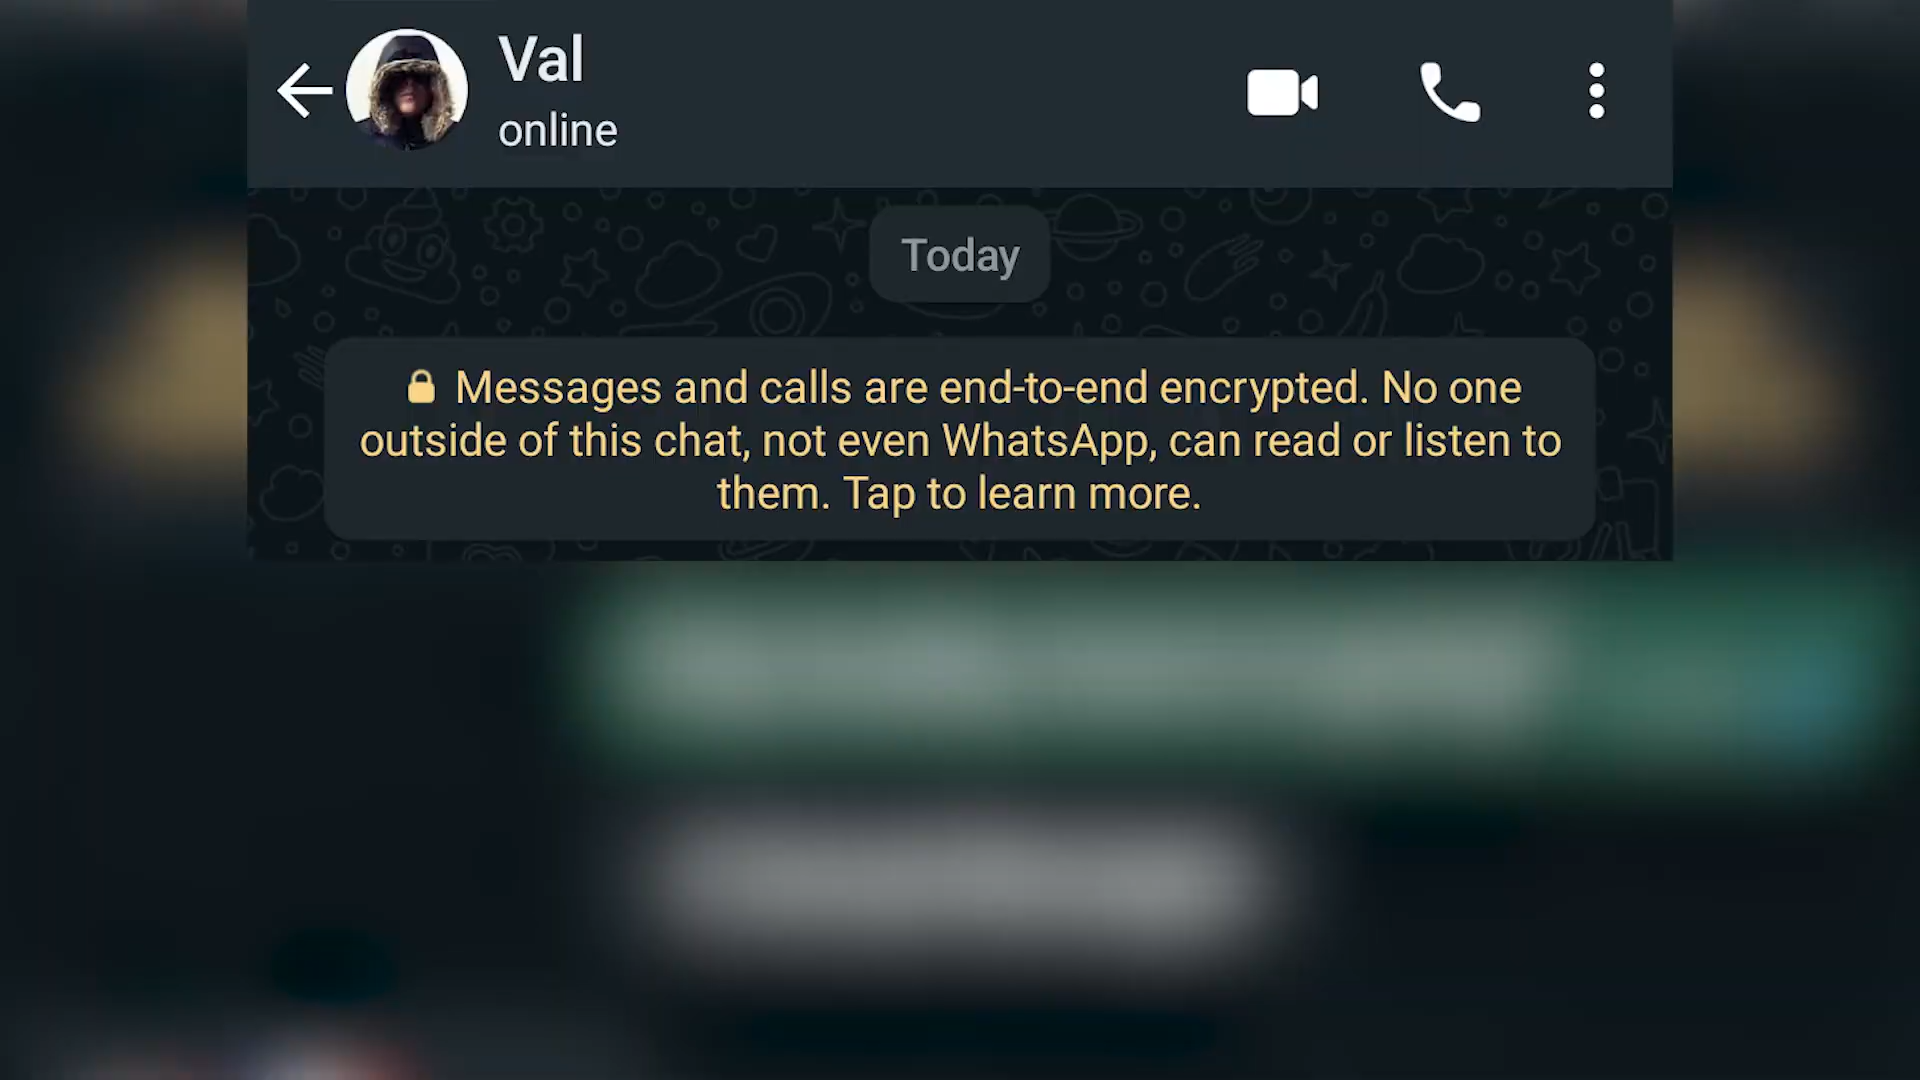 Val
online
Today
Messages and calls are end-to-end encrypted. No one
outside of this chat, not even WhatsApp, can read or listen to
them. Tap to learn more.